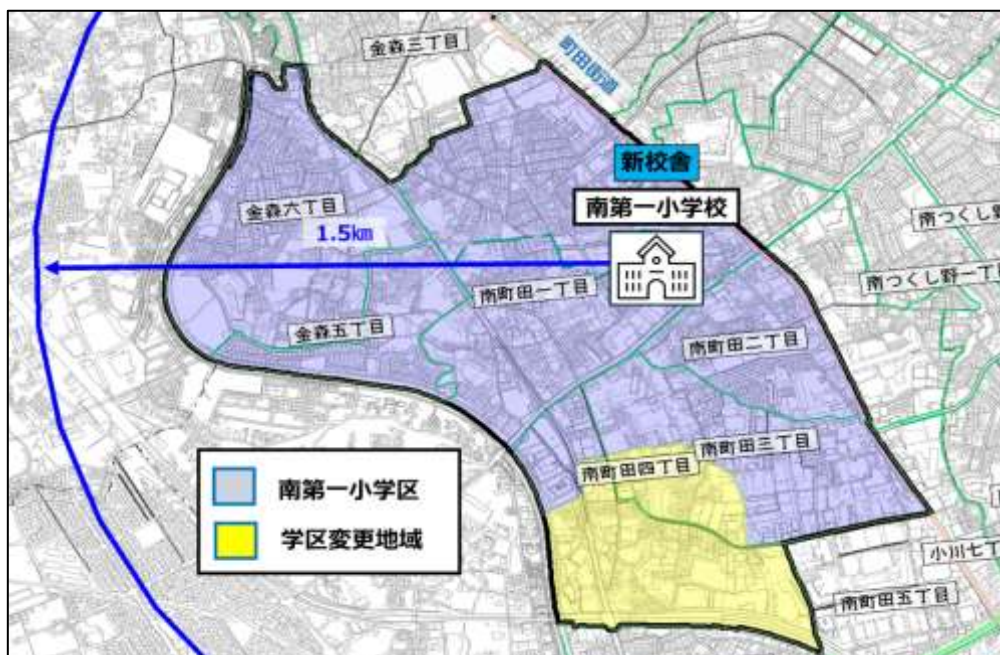 金森三丁目
町田街道
新校舎
南第一小学校
金森六丁目
1.5km
南つくし野一丁目
南町田一丁目
金森五丁目
南町田二丁目
南町田三丁目
南町田四丁目
南第一小学区
学区変更地域
小川七丁
南町田五丁目